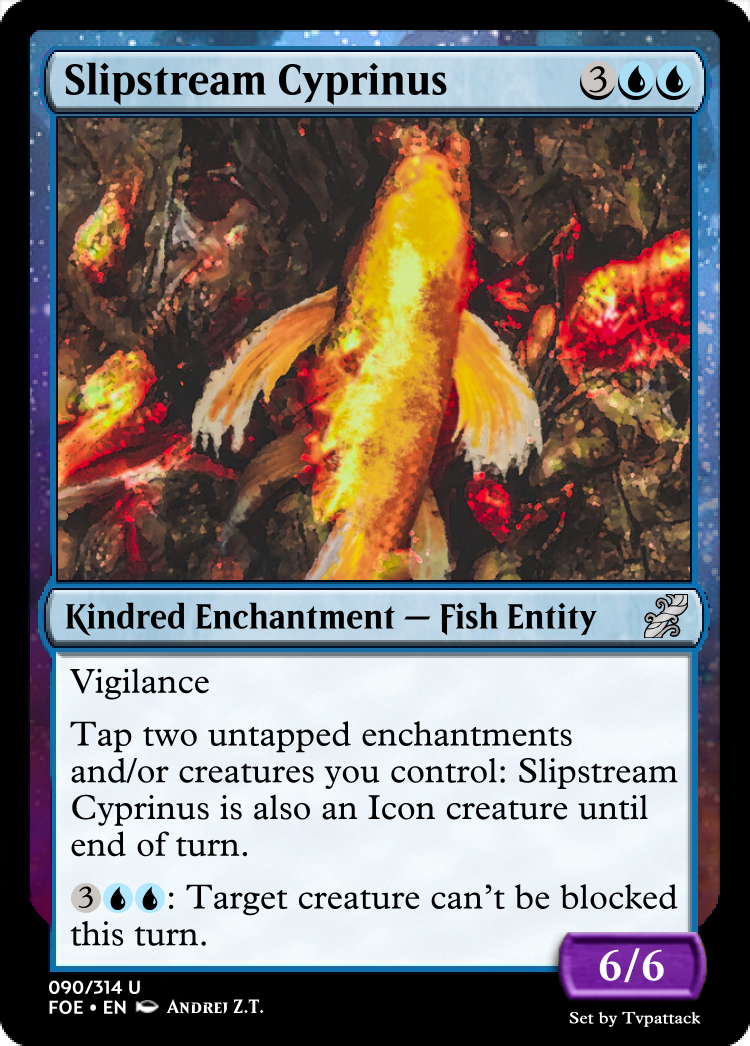 Slipstream Cyprinus 3
Kindred Enchantment — Fish Entity
Vigilance
Tap two untapped enchantments
and/or creatures you control: Slipstream
Cyprinus is also an Icon creature until
end of turn.
3: Target creature can't be blocked
this turn.
6/6
090/314 U
FOE • EN Andrej Z.T.
Set by Tvpattack